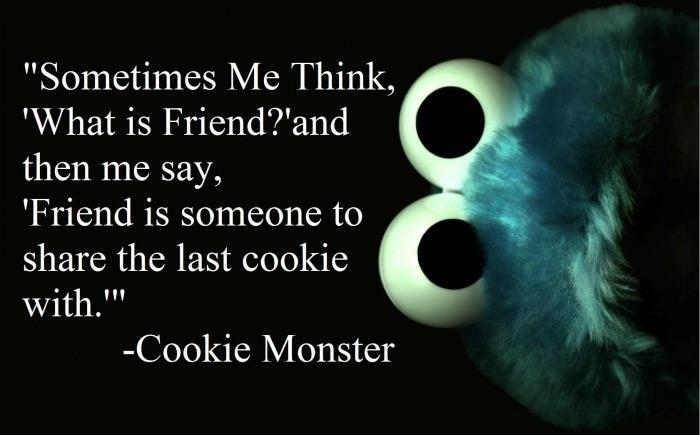 "Sometimes Me Think,
'What is Friend?'and
then me say,
'Friend is someone to
share the last cookie
with.'"
-Cookie Monster